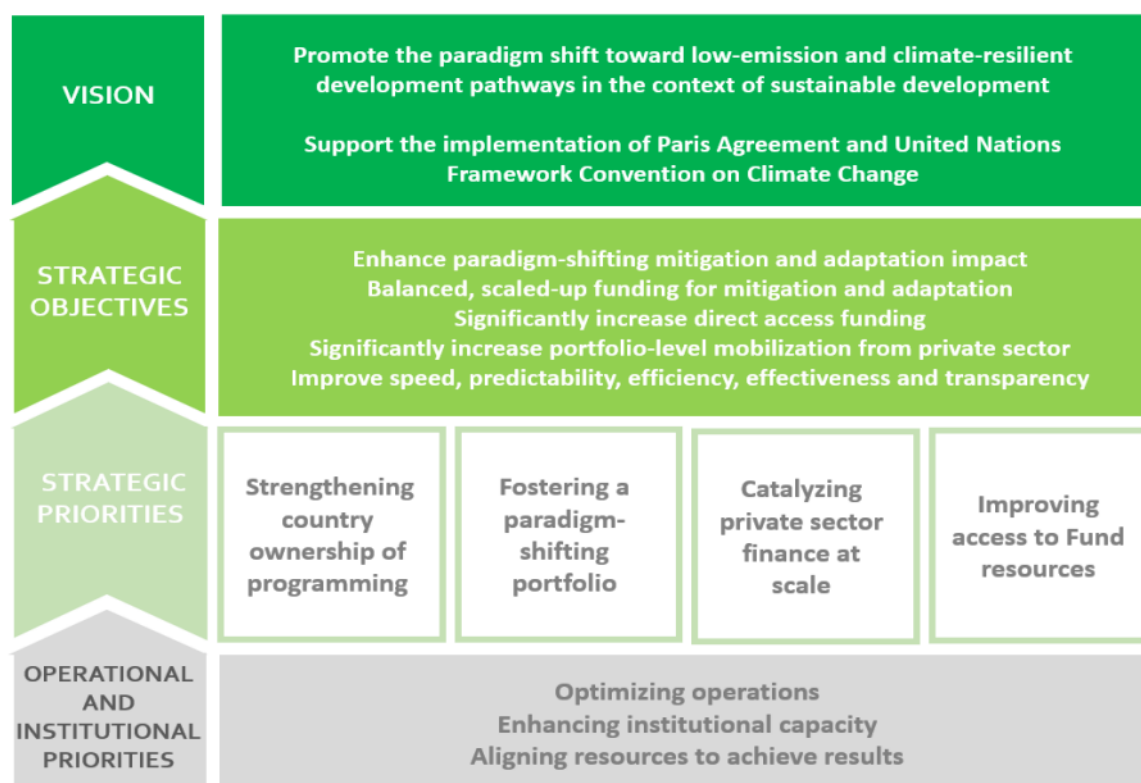 VISION
Promote the paradigm shift toward low-emission and climate-resilient
development pathways in the context of sustainable development
Support the implementation of Paris Agreement and United Nations
Framework Convention on Climate Change
STRATEGIC
OBJECTIVES
Enhance paradigm-shifting mitigation and adaptation impact
Balanced, scaled-up funding for mitigation and adaptation
Significantly increase direct access funding
Significantly increase portfolio-level mobilization from private sector
Improve speed, predictability, efficiency, effectiveness and transparency
STRATEGIC
PRIORITIES
Strengthening
country
ownership of
programming
Fostering a
paradigm-
shifting
portfolio
Catalyzing
private sector
finance at
scale
Improving
access to Fund
resources
OPERATIONAL
AND
INSTITUTIONAL
PRIORITIES
Optimizing operations
Enhancing institutional capacity
Aligning resources to achieve results